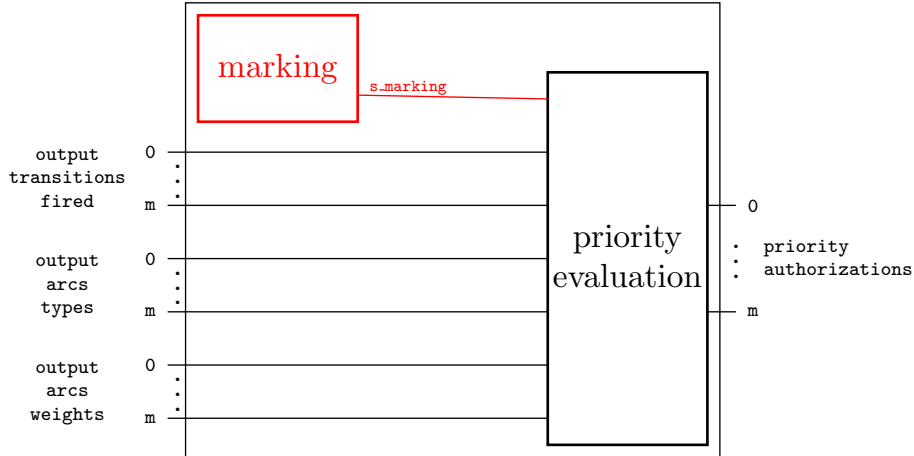 marking
s_marking
output
transitions
fired
0
m
output
arcs
types
0
m
output
arcs
weights
0
m
priority
evaluation
0
m
priority
authorizations